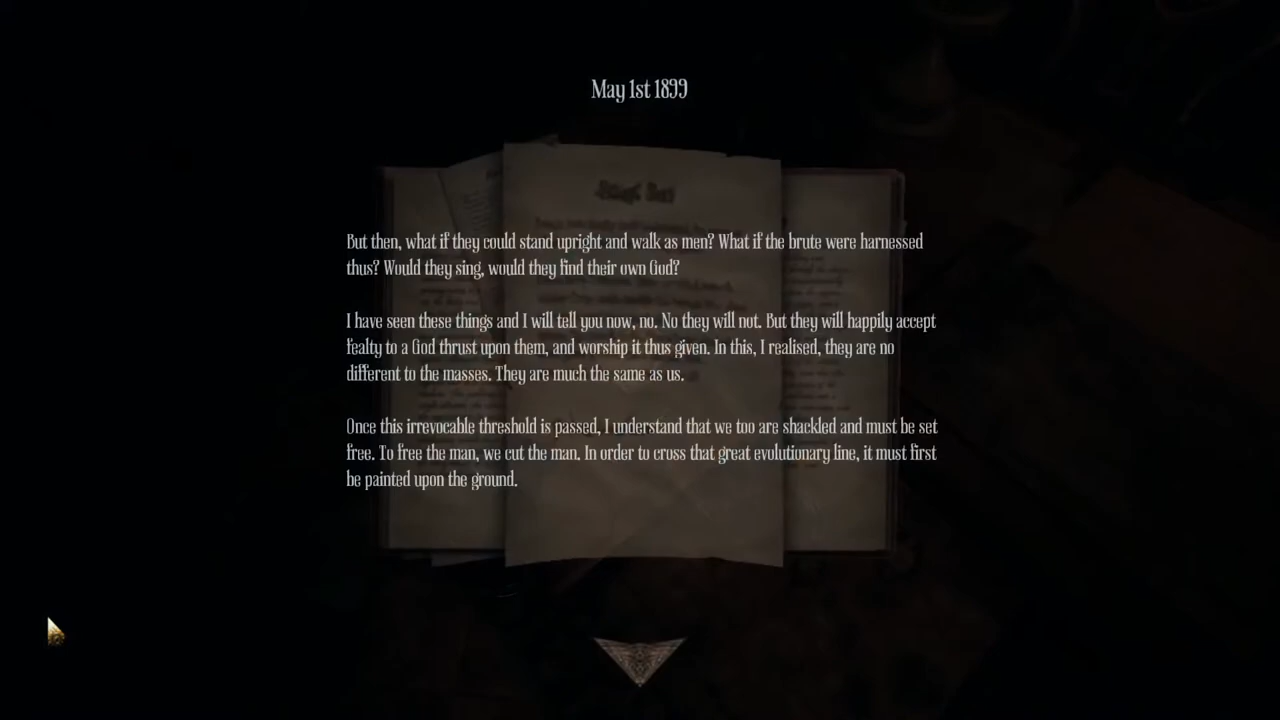 May 1st 1899
But then, what if they could stand upright and walk as men? What if the brute were harnessed
thus? Would they sing, would they find their own God?
I have seen these things and I will tell you now, no. No they will not. But they will happily accept
fealty to a God thrust upon them, and worship it thus given. In this, I realised, they are no
different to the masses. They are much the same as us.
Once this irrevocable threshold is passed, I understand that we too are shackled and must be set
free. To free the man, we cut the man. In order to cross that great evolutionary line, it must first
be painted upon the ground.